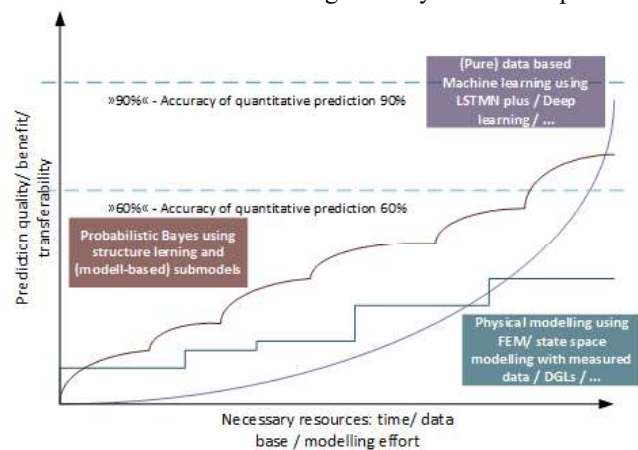 (Pure) data based
Machine learning using
LSTMN plus / Deep
learning / ...
»90%« - Accuracy of quantitative prediction 90%
»60%« - Accuracy of quantitative prediction 60%
Probabilistic Bayes using
structure lerning and
(modell-based) submodels
Physical modelling using
FEM/ state space
modelling with measured
data / DGLs / ...
Prediction quality/ benefit/
transferability
Necessary resources: time/ data
base / modelling effort